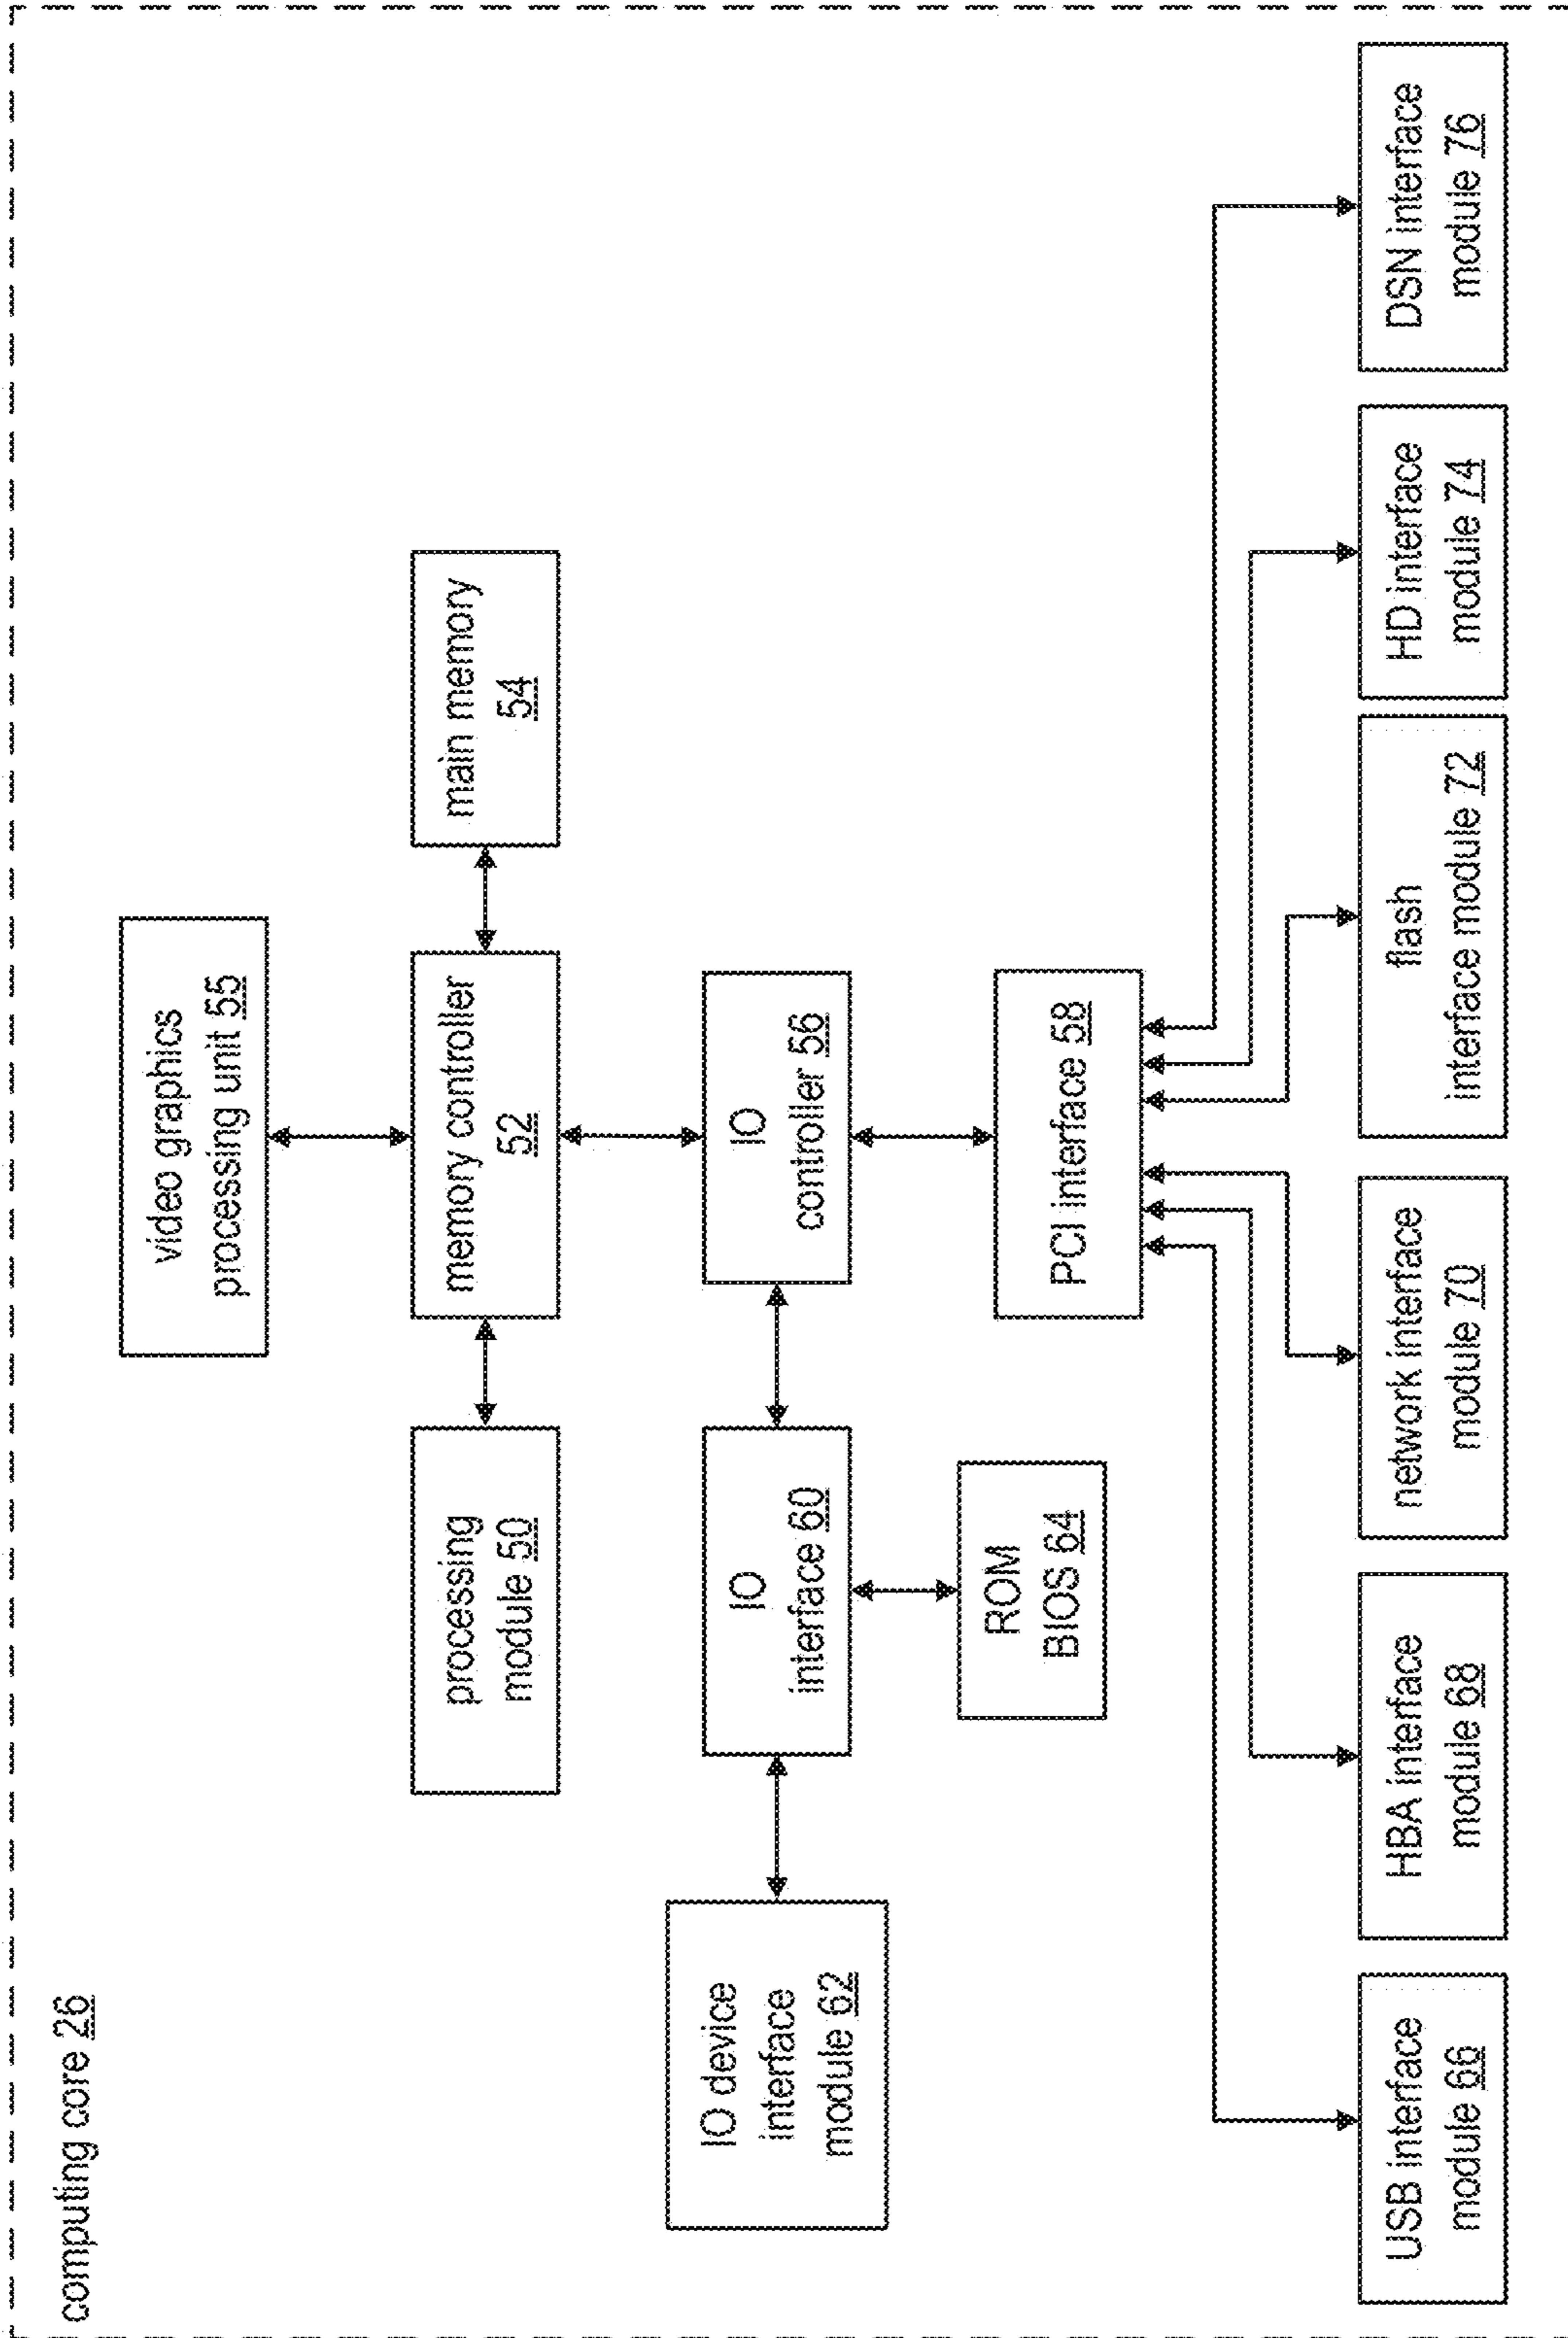 computing core 26
video graphics
processing unit 55
processing
module 50
memory controller
52
main memory
54
IO device
interface
module 62
IO
interface 60
IO
controller 56
ROM
BIOS 64
PCI interface 58
USB interface
module 66
HBA interface
module 68
network interface
module 70
flash
interface module 72
HD interface
module 74
DSN interface
module 76